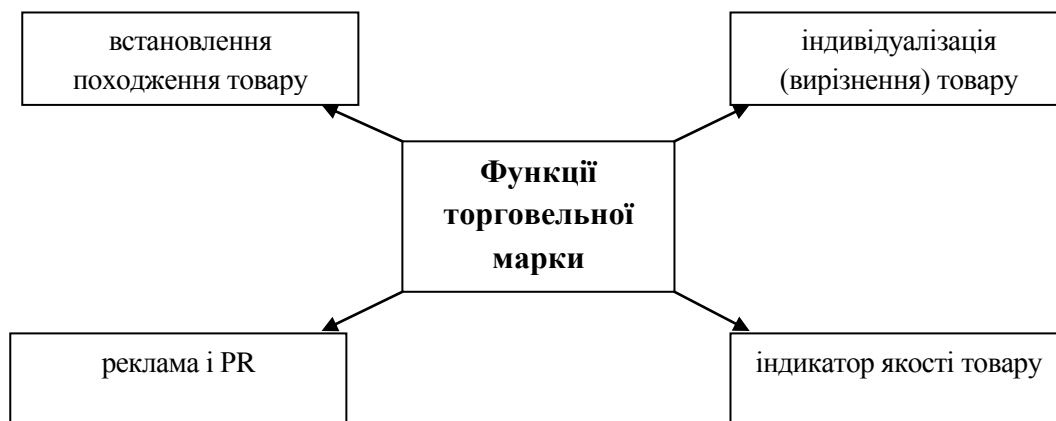 встановлення
походження товару
індивідуалізація
(вирізнення) товару
Функції
торговельної
марки
реклама і PR
індикатор якості товару